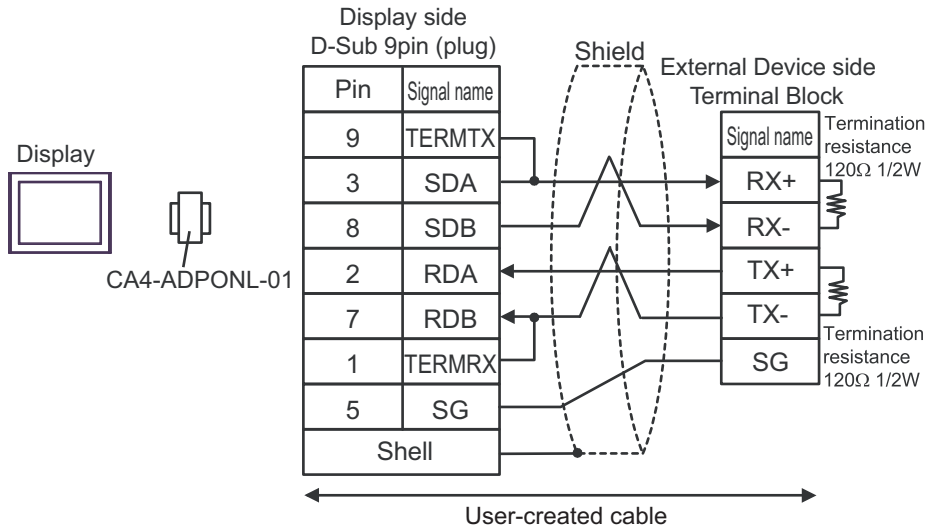 Display side
D-Sub 9pin (plug)
Shield
External Device side
Terminal Block
Pin
Signal name
Signal name
Termination
resistance
120Ω 1/2W
9
TERMTX
Display
3
SDA
RX+
8
SDB
RX-
CA4-ADPONL-01
2
RDA
TX+
7
RDB
TX-
Termination
resistance
120Ω 1/2W
1
TERMRX
SG
5
SG
Shell
User-created cable